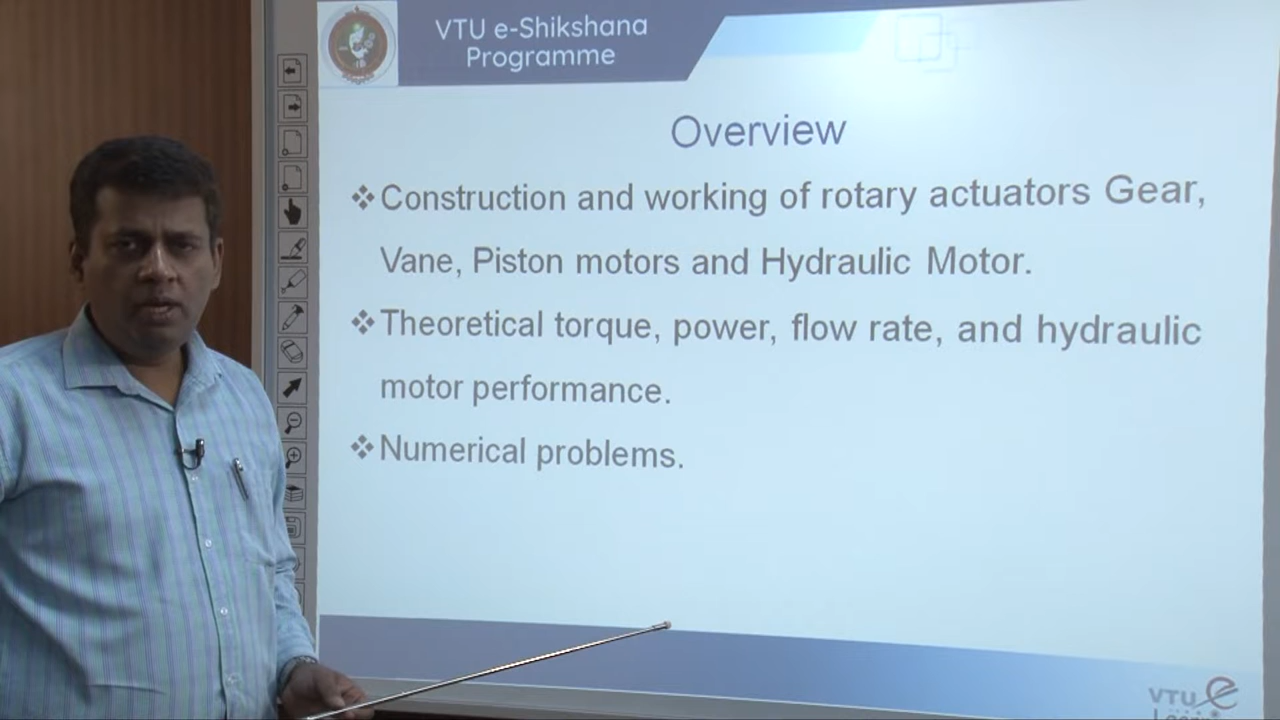 VTU e-Shikshana
Programme
Overview
❖Construction and working of rotary actuators Gear,
Vane, Piston motors and Hydraulic Motor.
❖Theoretical torque, power, flow rate, and hydraulic
motor performance.
❖Numerical problems.
VTU e